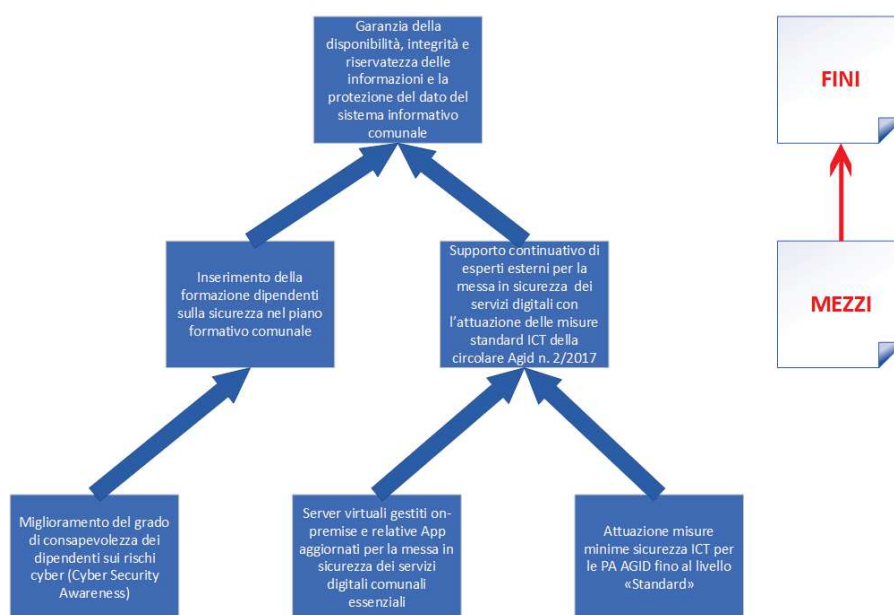 Garanzia della
disponibilità, integrità e
riservatezza delle
informazioni e la
protezione del dato del
sistema informativo
comunale
FINI
Inserimento della
formazione dipendenti
sulla sicurezza nel piano
formativo comunale
Supporto continuativo di
esperti esterni per la
messa in sicurezza dei
servizi digitali con
l'attuazione delle misure
standard ICT della
circolare Agid n. 2/2017
MEZZI
Miglioramento del grado
di consapevolezza dei
dipendenti sui rischi
cyber (Cyber Security
Awareness)
Server virtuali gestiti on-
premise e relative App
aggiornati per la messa in
sicurezza dei servizi
digitali comunali
essenziali
Attuazione misure
minime sicurezza ICT per
le PA AGID fino al livello
«Standard»